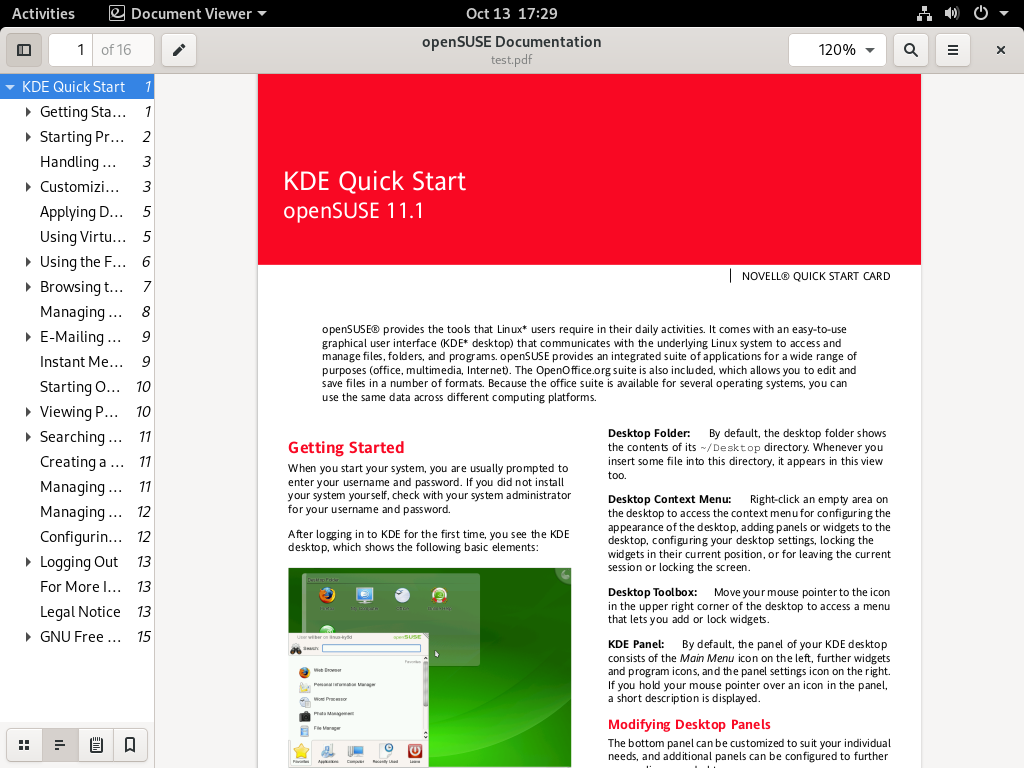 Activities
Document Viewer
Oct 13 17:29
1
of 16
openSUSE Documentation
test.pdf
120%
KDE Quick Start 1
Getting Sta... 1
Starting Pr... 2
Handling ... 3
Customizi... 3
Applying D... 5
Using Virtu... 5
Using the F... 6
Browsing t... 7
Managing ... 8
E-Mailing ... 9
Instant Me... 9
Starting O... 10
Viewing P... 10
Searching ... 11
Creating a ... 11
Managing ... 11
Managing ... 12
Configurin... 12
Logging Out 13
For More I... 13
Legal Notice 13
GNU Free ... 15
KDE Quick Start
openSUSE 11.1
NOVELL® QUICK START CARD
openSUSE® provides the tools that Linux* users require in their daily activities. It comes with an easy-to-use
graphical user interface (KDE* desktop) that communicates with the underlying Linux system to access and
manage files, folders, and programs. openSUSE provides an integrated suite of applications for a wide range of
purposes (office, multimedia, Internet). The OpenOffice.org suite is also included, which allows you to edit and
save files in a number of formats. Because the office suite is available for several operating systems, you can
use the same data across different computing platforms.
Getting Started
When you start your system, you are usually prompted to
enter your username and password. If you did not install
your system yourself, check with your system administrator
for your username and password.
After logging in to KDE for the first time, you see the KDE
desktop, which shows the following basic elements:
openSUSE
Search:
Favorites
Web Browser
Personal Information Manager
Word Processor
Photo Management
File Manager
Favorites Applications Computer Recently Used Leave
Desktop Folder: By default, the desktop folder shows
the contents of its ~/Desktop directory. Whenever you
insert some file into this directory, it appears in this view
too.
Desktop Context Menu: Right-click an empty area on
the desktop to access the context menu for configuring the
appearance of the desktop, adding panels or widgets to the
desktop, configuring your desktop settings, locking the
widgets in their current position, or for leaving the current
session or locking the screen.
Desktop Toolbox: Move your mouse pointer to the icon
in the upper right corner of the desktop to access a menu
that lets you add or lock widgets.
KDE Panel: By default, the panel of your KDE desktop
consists of the Main Menu icon on the left, further widgets
and program icons, and the panel settings icon on the right.
If you hold your mouse pointer over an icon in the panel,
a short description is displayed.
Modifying Desktop Panels
The bottom panel can be customized to suit your individual
needs, and additional panels can be configured to further